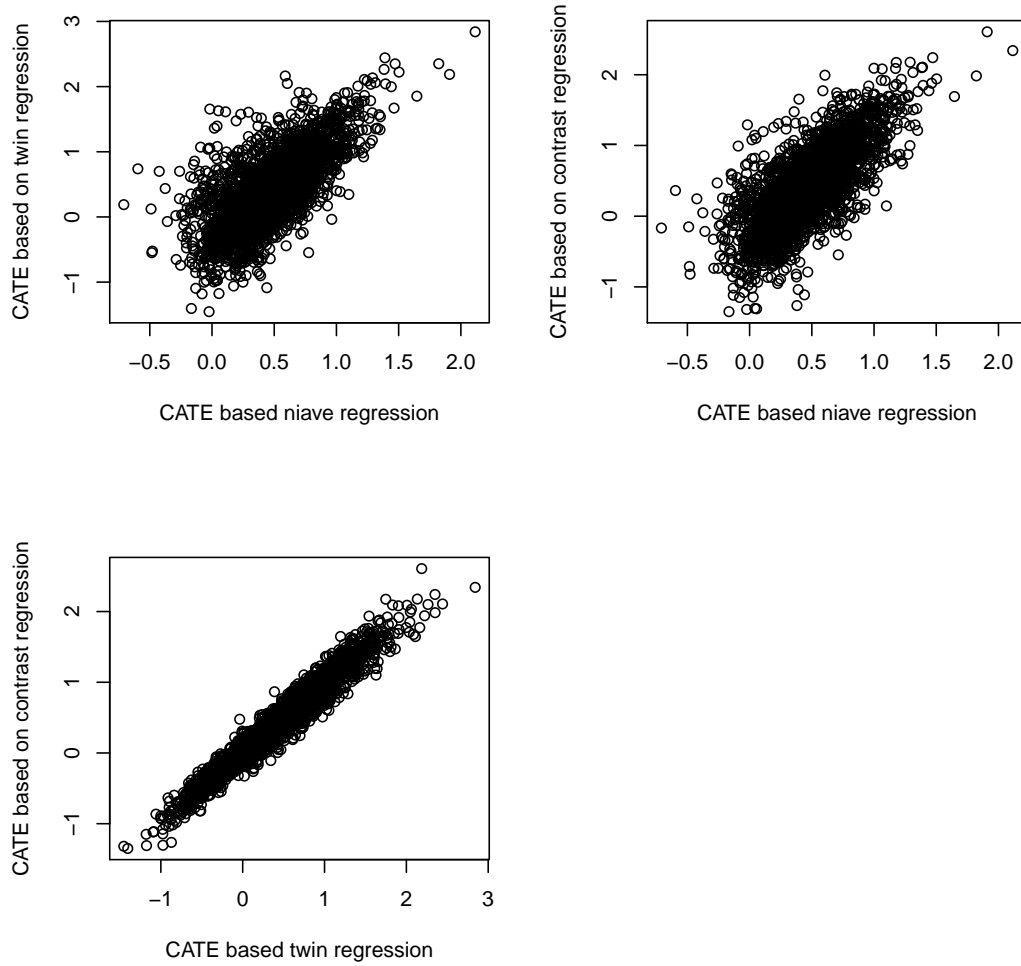 CATE based on twin regression
3
2
1
0
−1
−0.5 0.0 0.5 1.0 1.5 2.0
CATE based niave regression
CATE based on contrast regression
2
1
0
−1
−0.5 0.0 0.5 1.0 1.5 2.0
CATE based niave regression
CATE based on contrast regression
2
1
0
−1
−1 0 1 2 3
CATE based twin regression